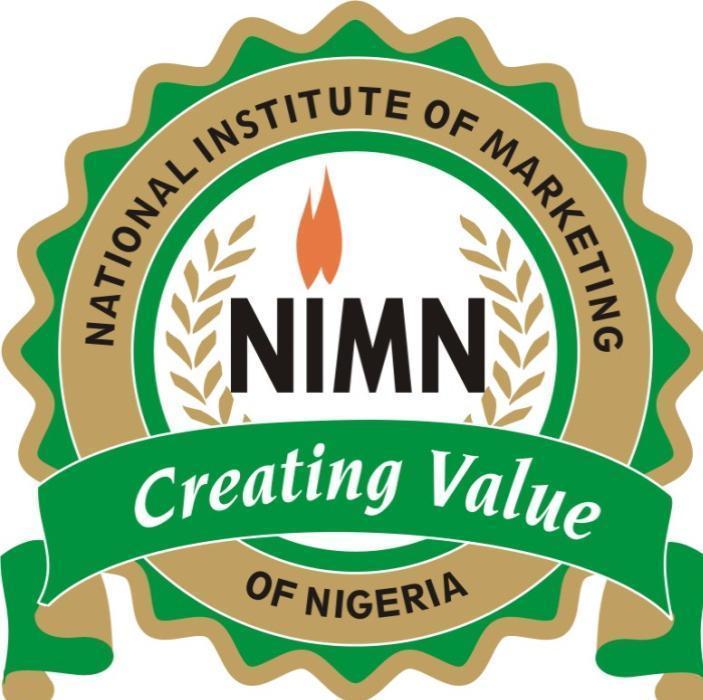 NATIONAL INSTITUTE OF MARKETING
NIMN
Creating Value
OF NIGERIA